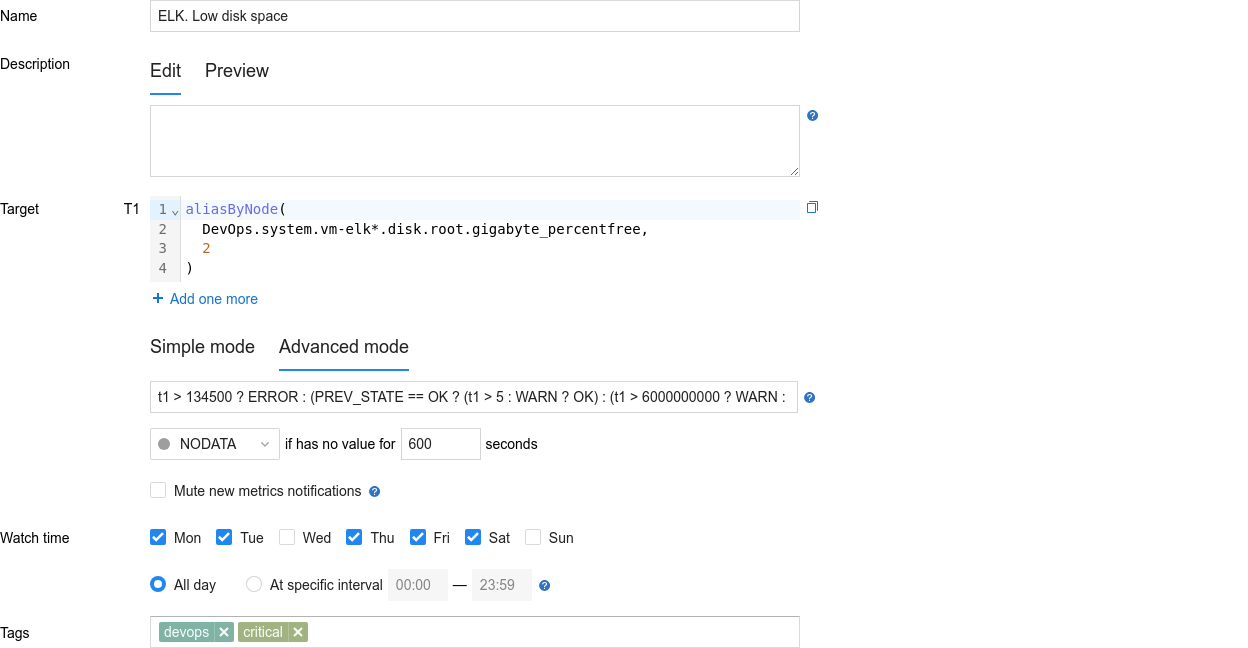 Name ELK. Low disk space
Description Edit Preview
Target T1 1 aliasByNode(
2 DevOps.system.vm-elk*.disk.root.gigabyte_percentfree,
3 2
4 )
+ Add one more
Simple mode Advanced mode
t1 > 134500 ? ERROR : (PREV_STATE == OK ? (t1 > 5 : WARN ? OK) : (t1 > 6000000000 ? WARN :
NODATA if has no value for 600 seconds
Mute new metrics notifications ?
Watch time Mon Tue Wed Thu Fri Sat Sun
All day At specific interval 00:00 — 23:59 ?
Tags devops × critical ×